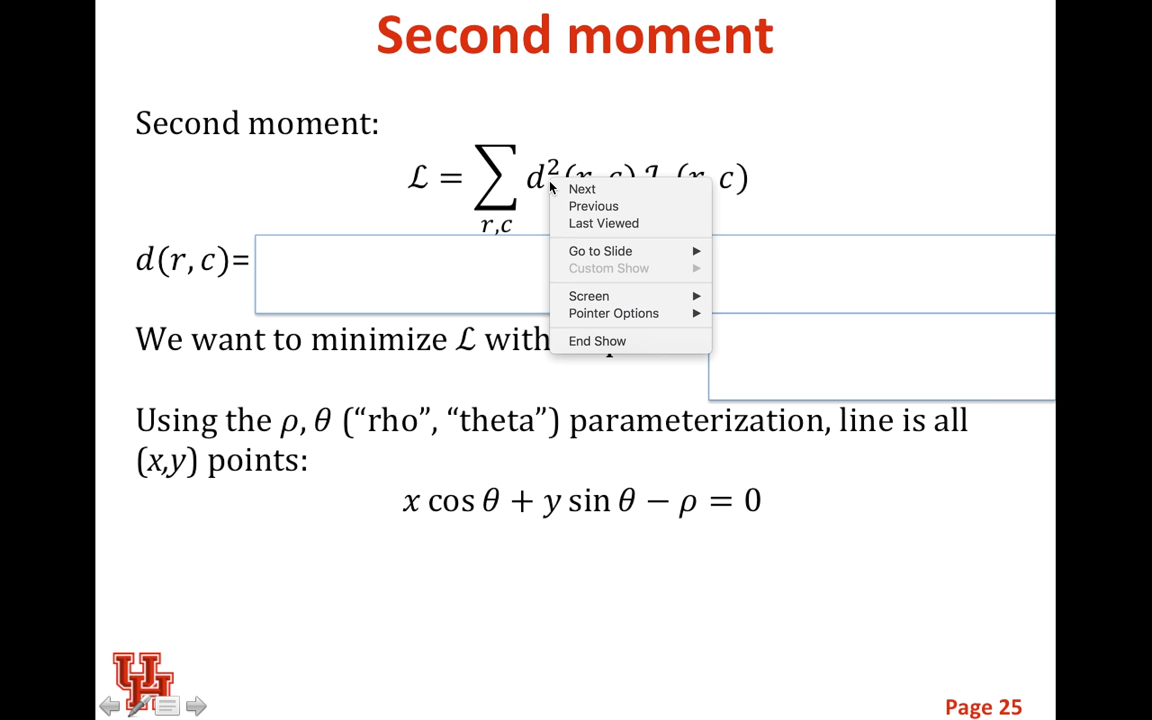 Second moment
Second moment:
ℒ = ∑ d²(r, c) c)
r,c
Next
Previous
Last Viewed
Go to Slide
Custom Show
Screen
Pointer Options
End Show
d(r, c)=
We want to minimize ℒ with
Using the ρ, θ (“rho”, “theta”) parameterization, line is all
(x,y) points:
x cos θ + y sin θ − ρ = 0
UH
Page 25